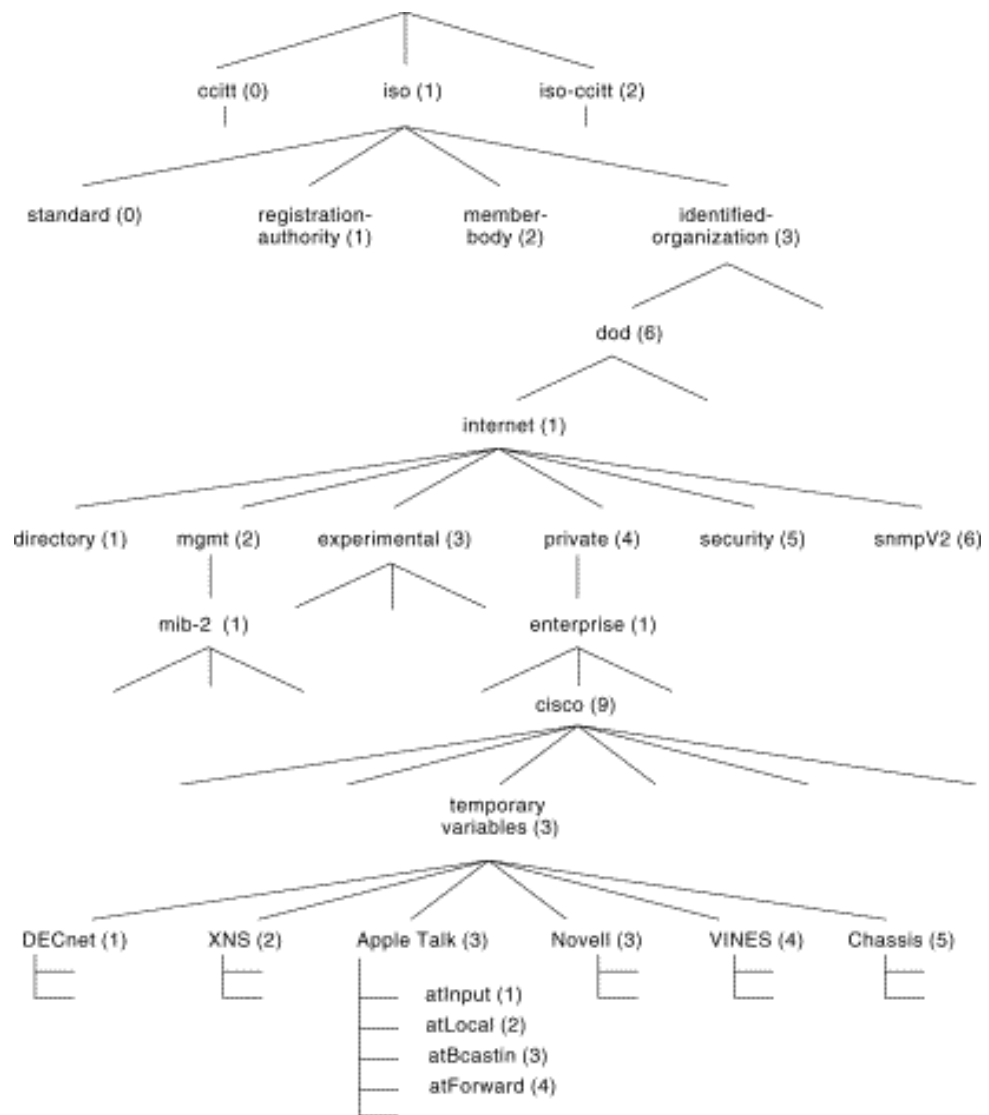 ccitt (0) iso (1) iso-ccitt (2)
standard (0) registration- member- identified-
authority (1) body (2) organization (3)
dod (6)
internet (1)
directory (1) mgmt (2) experimental (3) private (4) security (5) snmpV2 (6)
mib-2 (1) enterprise (1)
cisco (9)
temporary
variables (3)
DECnet (1) XNS (2) Apple Talk (3) Novell (3) VINES (4) Chassis (5)
atInput (1)
atLocal (2)
atBcastin (3)
atForward (4)